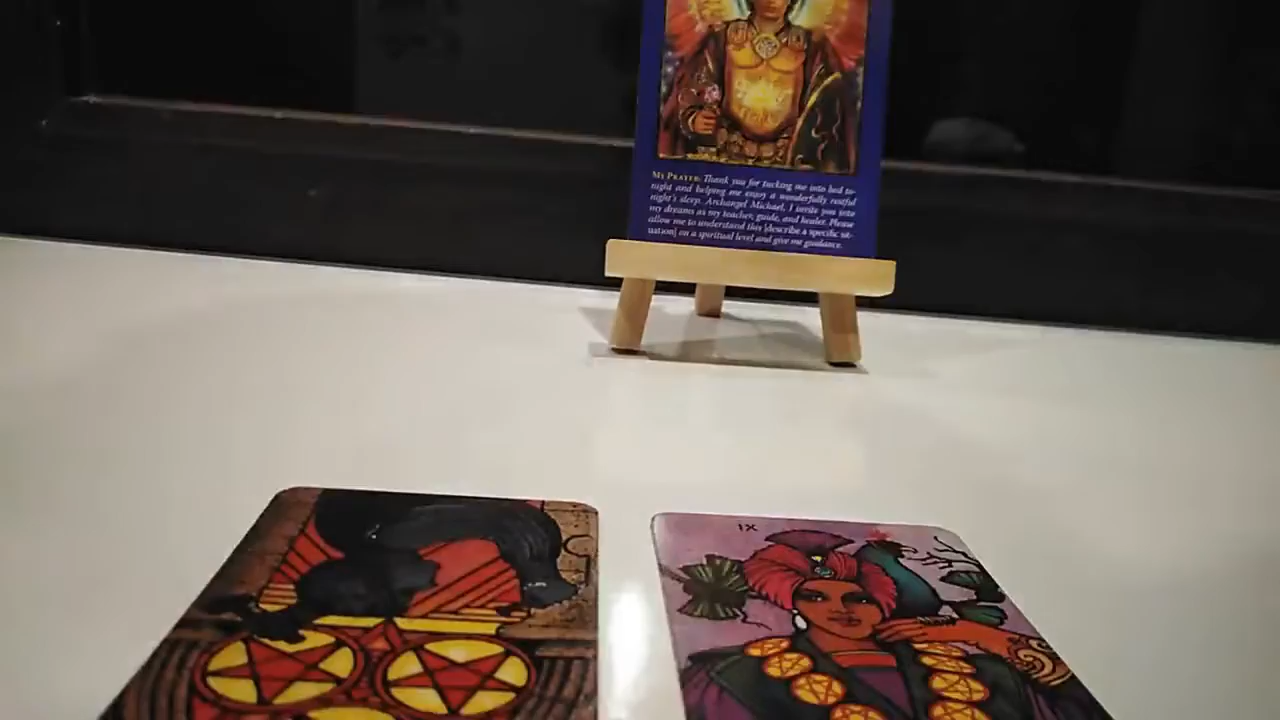 MY PRAYER: Thank you for tucking me into bed to-
night and helping me enjoy a wonderfully restful
night's sleep. Archangel Michael, I invite you into
my dreams as my teacher, guide, and healer. Please
allow me to understand this [describe a specific sit-
uation] on a spiritual level and give me guidance.
IX